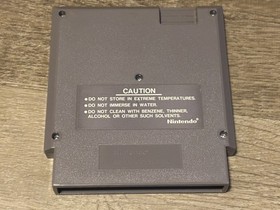 CAUTION
•DO NOT STORE IN EXTREME TEMPERATURES.
•DO NOT IMMERSE IN WATER.
•DO NOT CLEAN WITH BENZENE, THINNER,
ALCOHOL OR OTHER SUCH SOLVENTS.
Nintendo